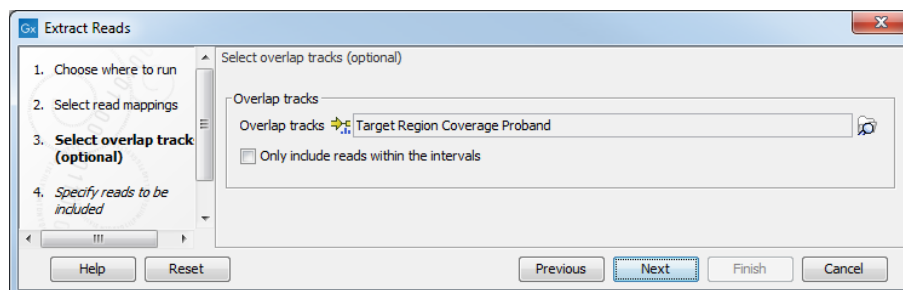 Gx Extract Reads
1. Choose where to run
2. Select read mappings
3. Select overlap track
(optional)
4. Specify reads to be
included
Select overlap tracks (optional)
Overlap tracks
Overlap tracks Target Region Coverage Proband
Only include reads within the intervals
Help Reset Previous Next Finish Cancel